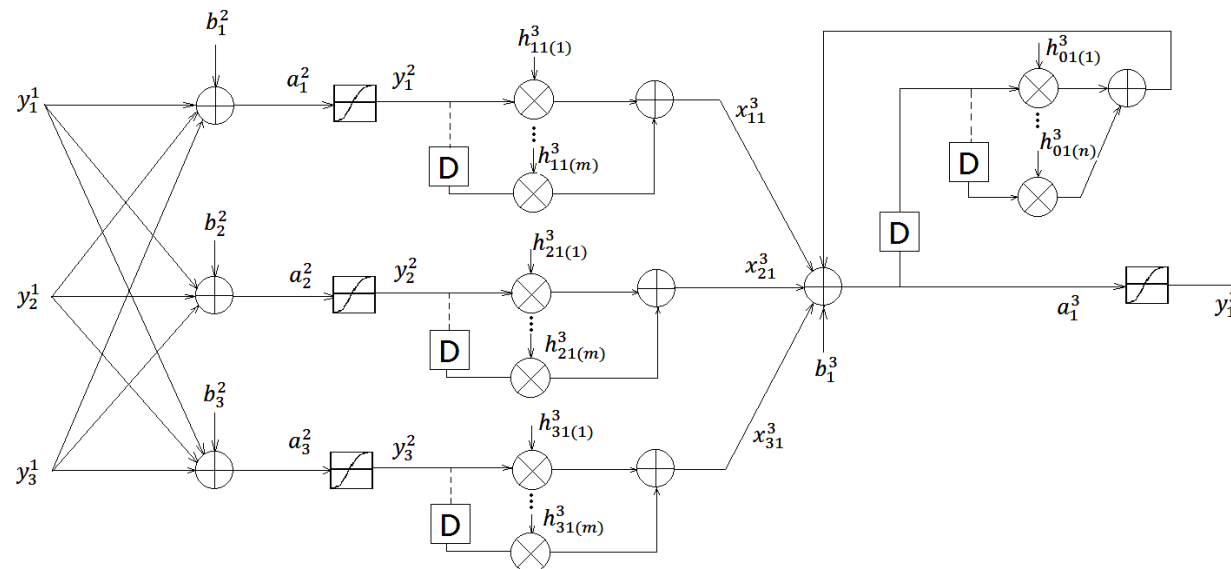 b_1^2
y_1^1
a_1^2
y_1^2
h_{11(1)}^3
h_{11(m)}^3
D
x_{11}^3
h_{01(1)}^3
h_{01(n)}^3
D
D
b_2^2
y_2^1
a_2^2
y_2^2
h_{21(1)}^3
h_{21(m)}^3
D
x_{21}^3
b_1^3
a_1^3
b_3^2
y_3^1
a_3^2
y_3^2
h_{31(1)}^3
h_{31(m)}^3
D
x_{31}^3